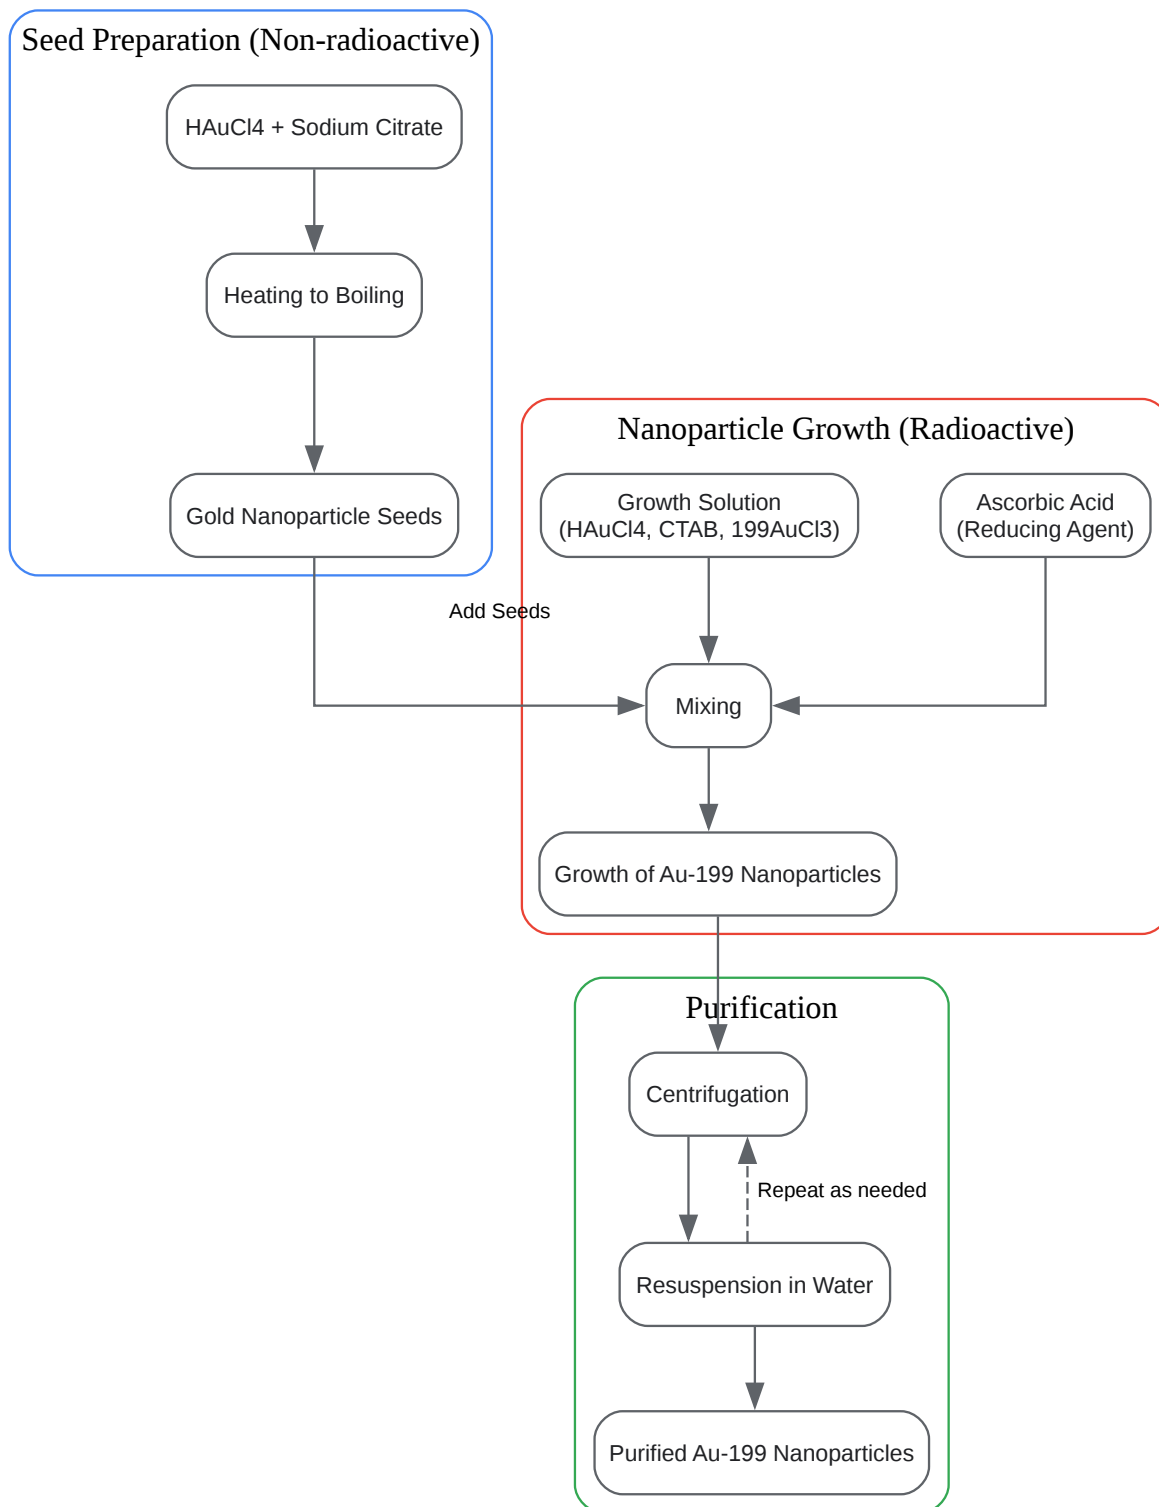 Seed Preparation (Non-radioactive)
HAuCl4 + Sodium Citrate
Heating to Boiling
Gold Nanoparticle Seeds
Add Seeds
Nanoparticle Growth (Radioactive)
Growth Solution
(HAuCl4, CTAB, 199AuCl3)
Ascorbic Acid
(Reducing Agent)
Mixing
Growth of Au-199 Nanoparticles
Purification
Centrifugation
Repeat as needed
Resuspension in Water
Purified Au-199 Nanoparticles